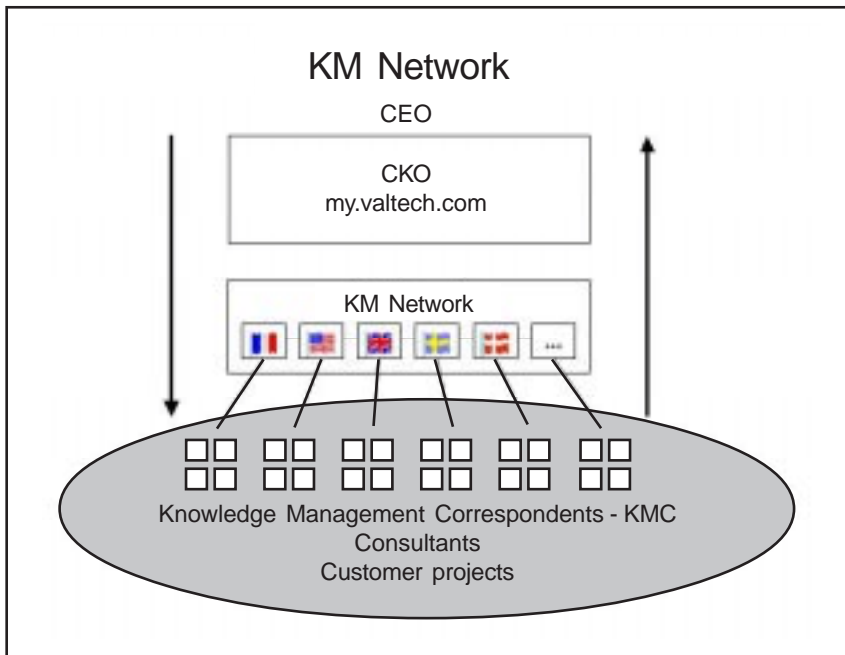 KM Network
CEO
CKO
my.valtech.com
KM Network
...
Knowledge Management Correspondents - KMC
Consultants
Customer projects